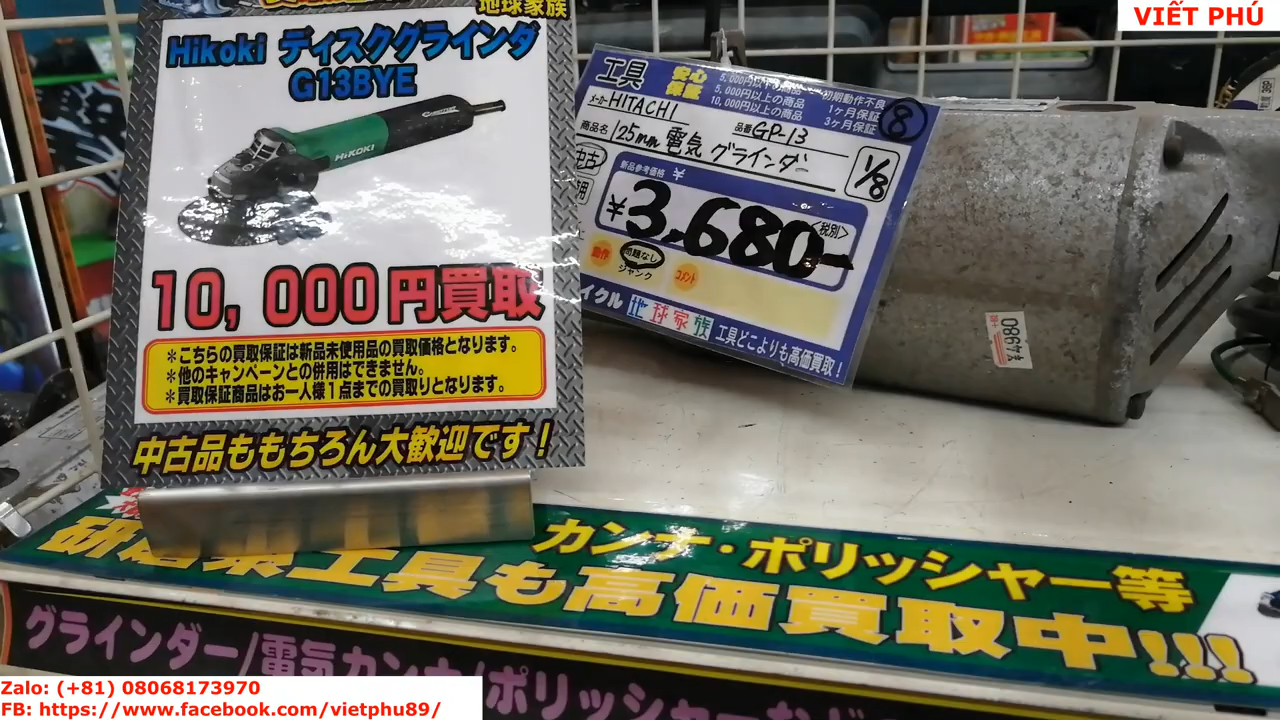 VIẾT PHÚ
地球家族
Hikoki ディスクグラインダ
G13BYE
HiKOKI
10,000円買取
*こちらの買取保証は新品未使用品の買取価格となります。
*他のキャンペーンとの併用はできません。
*買取保証商品はお一人様1点までの買取りとなります。
中古品ももちろん大歓迎です!
工具
安心保証
5,000円以上の商品 1ヶ月保証
10,000円以上の商品 3ヶ月保証
初期動作不良
⑧
メーカー HITACHI
商品名 125mm 電気グラインダー
品番 GP-13
1/8
中古
新品参考価格 ¥
¥3,680-
<税別>
動作
問題なし
ジャンク
コメント
イクル 地球家族 工具どこよりも高価買取!
カンナ・ポリッシャー等
工具も高価買取中!!!
グラインダー/電気カンナ/ポリッシャーなど
Zalo: (+81) 08068173970
FB: https://www.facebook.com/vietphu89/